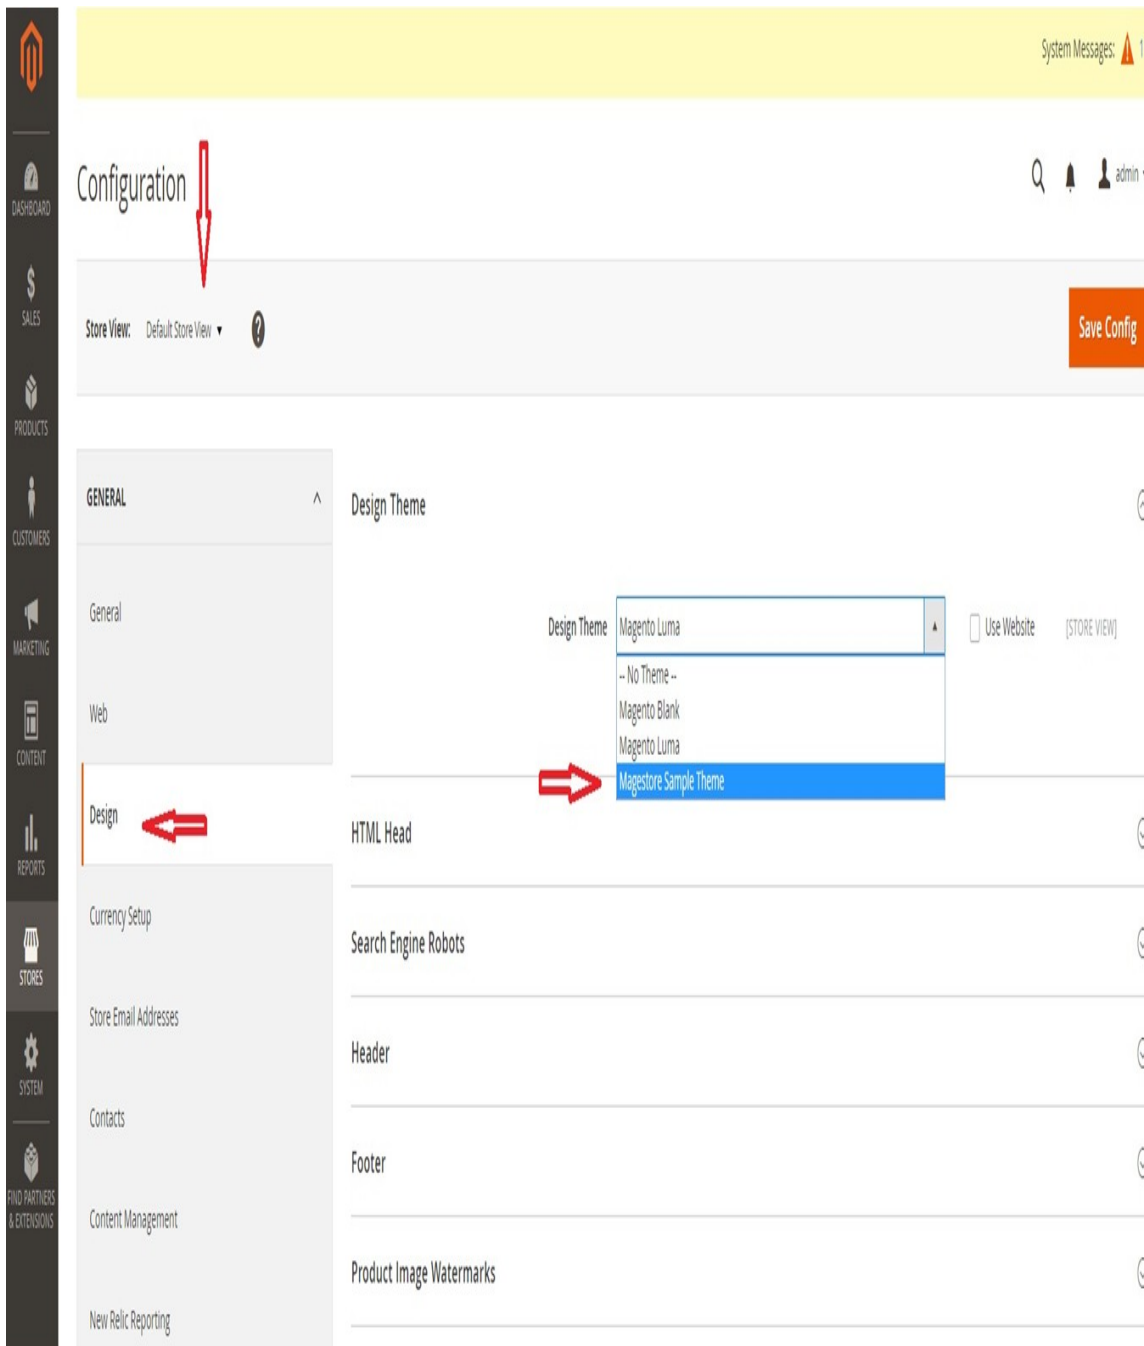 System Messages: 1
Configuration
admin
Store View: Default Store View ?
Save Config
DASHBOARD
SALES
PRODUCTS
CUSTOMERS
MARKETING
CONTENT
REPORTS
STORES
SYSTEM
FIND PARTNERS
& EXTENSIONS
GENERAL
General
Web
Design
Currency Setup
Store Email Addresses
Contacts
Content Management
New Relic Reporting
Design Theme
Design Theme Magento Luma Use Website [STORE VIEW]
-- No Theme --
Magento Blank
Magento Luma
Magestore Sample Theme
HTML Head
Search Engine Robots
Header
Footer
Product Image Watermarks